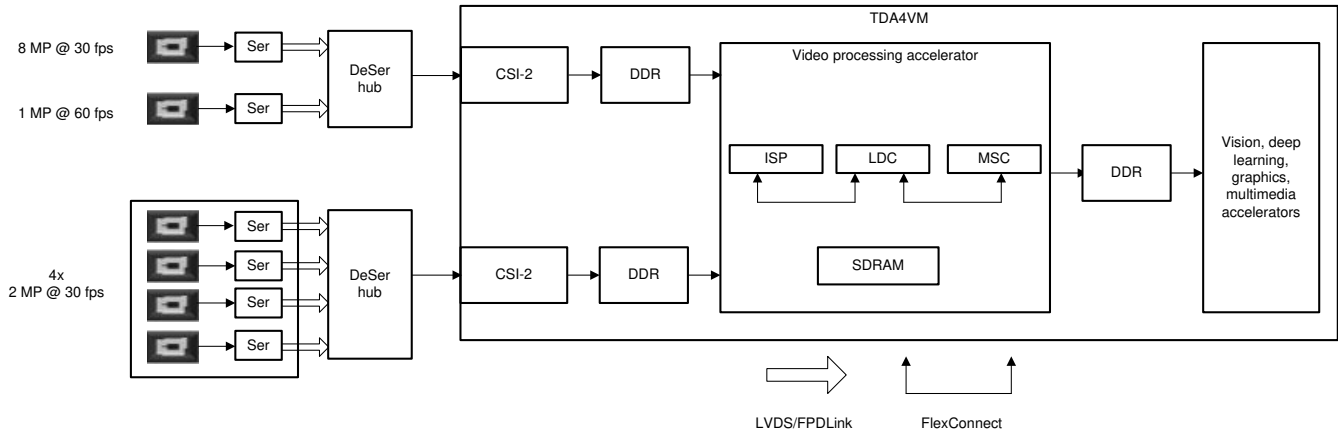 TDA4VM
8 MP @ 30 fps
Ser
DeSer
hub
1 MP @ 60 fps
Ser
CSI-2
DDR
Video processing accelerator
ISP
LDC
MSC
SDRAM
DDR
Vision, deep
learning,
graphics,
multimedia
accelerators
4x
2 MP @ 30 fps
Ser
Ser
Ser
Ser
DeSer
hub
CSI-2
DDR
LVDS/FPDLink
FlexConnect